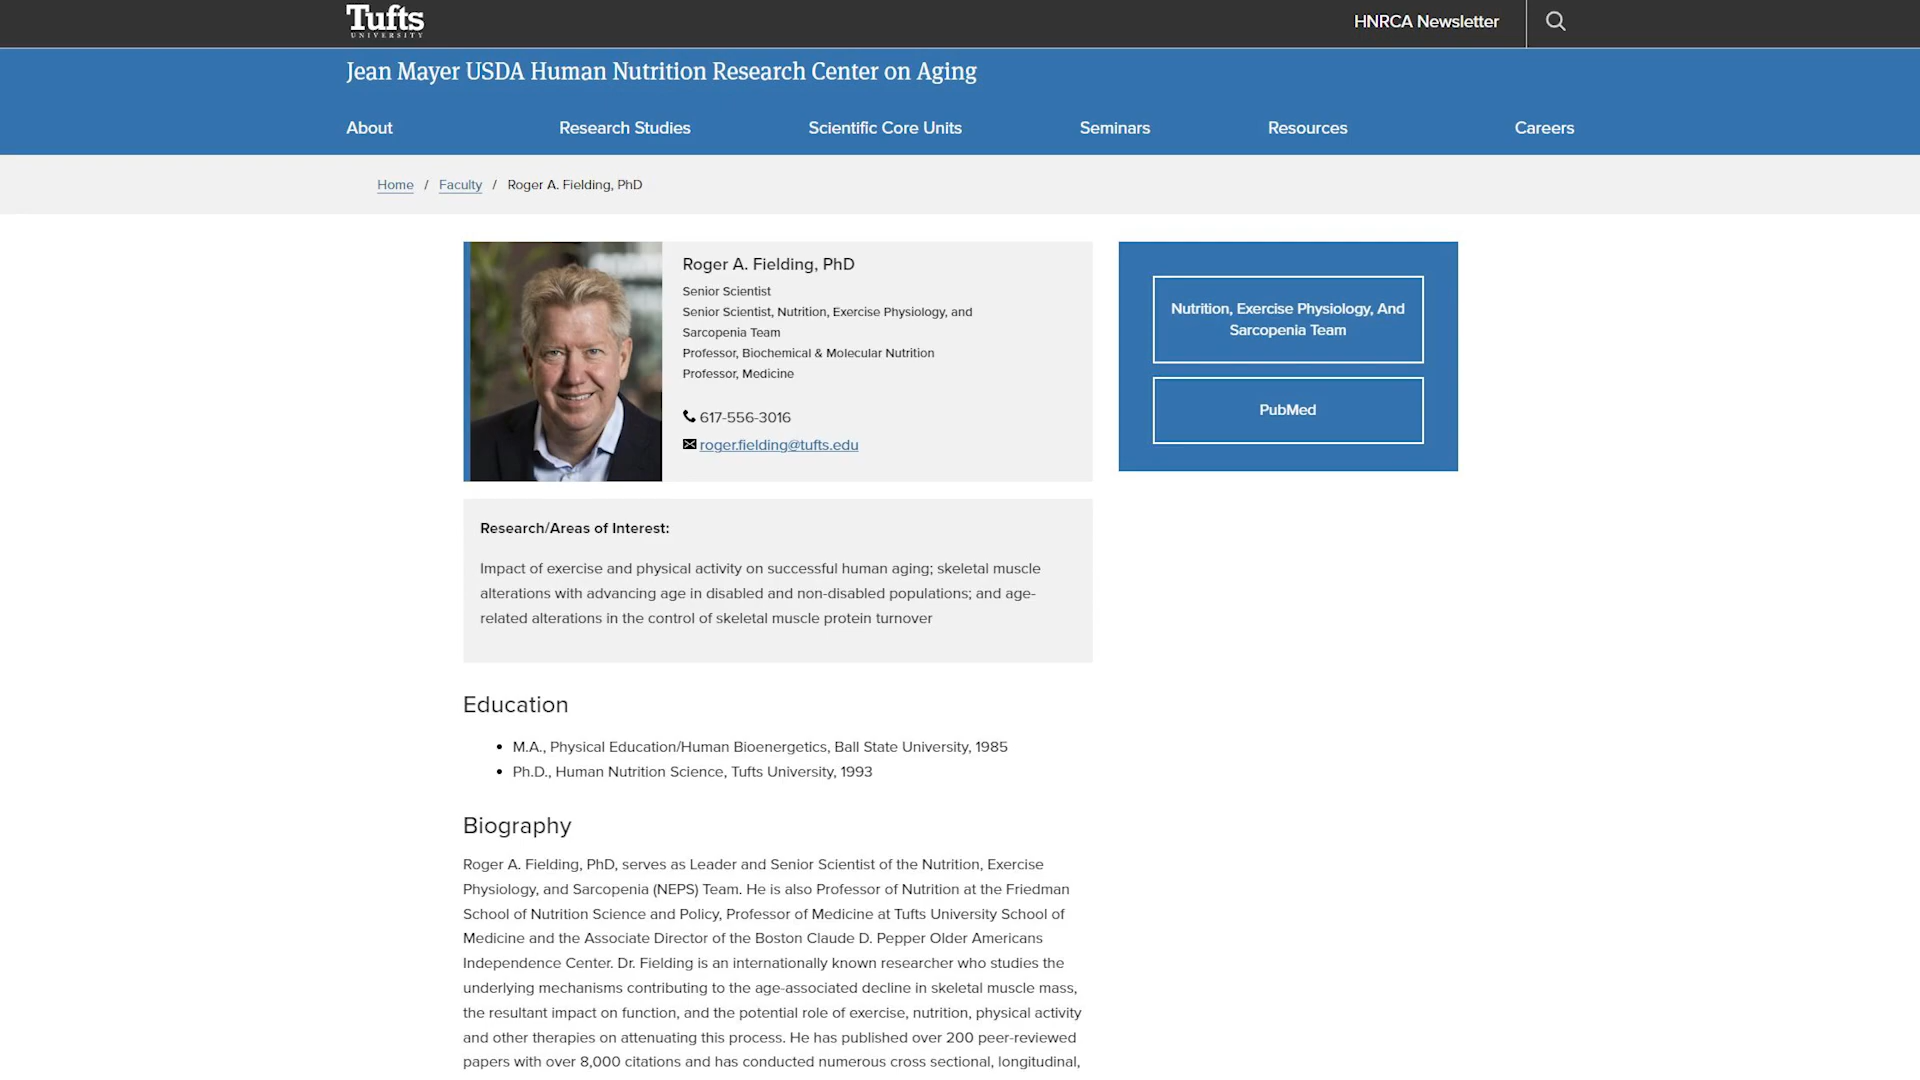 Tufts
UNIVERSITY
HNRCA Newsletter
Jean Mayer USDA Human Nutrition Research Center on Aging
About
Research Studies
Scientific Core Units
Seminars
Resources
Careers
Home / Faculty / Roger A. Fielding, PhD
Roger A. Fielding, PhD
Senior Scientist
Senior Scientist, Nutrition, Exercise Physiology, and
Sarcopenia Team
Professor, Biochemical & Molecular Nutrition
Professor, Medicine
617-556-3016
roger.fielding@tufts.edu
Nutrition, Exercise Physiology, And
Sarcopenia Team
PubMed
Research/Areas of Interest:
Impact of exercise and physical activity on successful human aging; skeletal muscle
alterations with advancing age in disabled and non-disabled populations; and age-
related alterations in the control of skeletal muscle protein turnover
Education
• M.A., Physical Education/Human Bioenergetics, Ball State University, 1985
• Ph.D., Human Nutrition Science, Tufts University, 1993
Biography
Roger A. Fielding, PhD, serves as Leader and Senior Scientist of the Nutrition, Exercise
Physiology, and Sarcopenia (NEPS) Team. He is also Professor of Nutrition at the Friedman
School of Nutrition Science and Policy, Professor of Medicine at Tufts University School of
Medicine and the Associate Director of the Boston Claude D. Pepper Older Americans
Independence Center. Dr. Fielding is an internationally known researcher who studies the
underlying mechanisms contributing to the age-associated decline in skeletal muscle mass,
the resultant impact on function, and the potential role of exercise, nutrition, physical activity
and other therapies on attenuating this process. He has published over 200 peer-reviewed
papers with over 8,000 citations and has conducted numerous cross sectional, longitudinal,